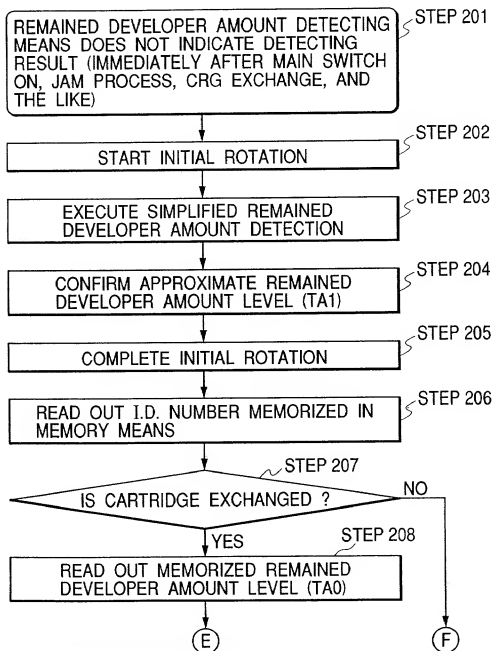 REMAINED DEVELOPER AMOUNT DETECTING
MEANS DOES NOT INDICATE DETECTING
RESULT (IMMEDIATELY AFTER MAIN SWITCH
ON, JAM PROCESS, CRG EXCHANGE, AND
THE LIKE)
STEP 201
STEP 202
START INITIAL ROTATION
STEP 203
EXECUTE SIMPLIFIED REMAINED
DEVELOPER AMOUNT DETECTION
STEP 204
CONFIRM APPROXIMATE REMAINED
DEVELOPER AMOUNT LEVEL (TA1)
STEP 205
COMPLETE INITIAL ROTATION
STEP 206
READ OUT I.D. NUMBER MEMORIZED IN
MEMORY MEANS
STEP 207
IS CARTRIDGE EXCHANGED ?
NO
YES
STEP 208
READ OUT MEMORIZED REMAINED
DEVELOPER AMOUNT LEVEL (TA0)
E
F